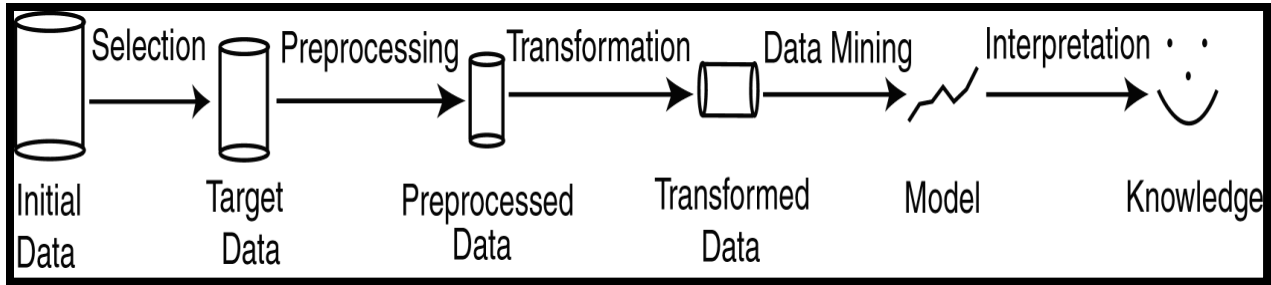 Selection
Preprocessing
Transformation
Data Mining
Interpretation
Initial
Data
Target
Data
Preprocessed
Data
Transformed
Data
Model
Knowledge